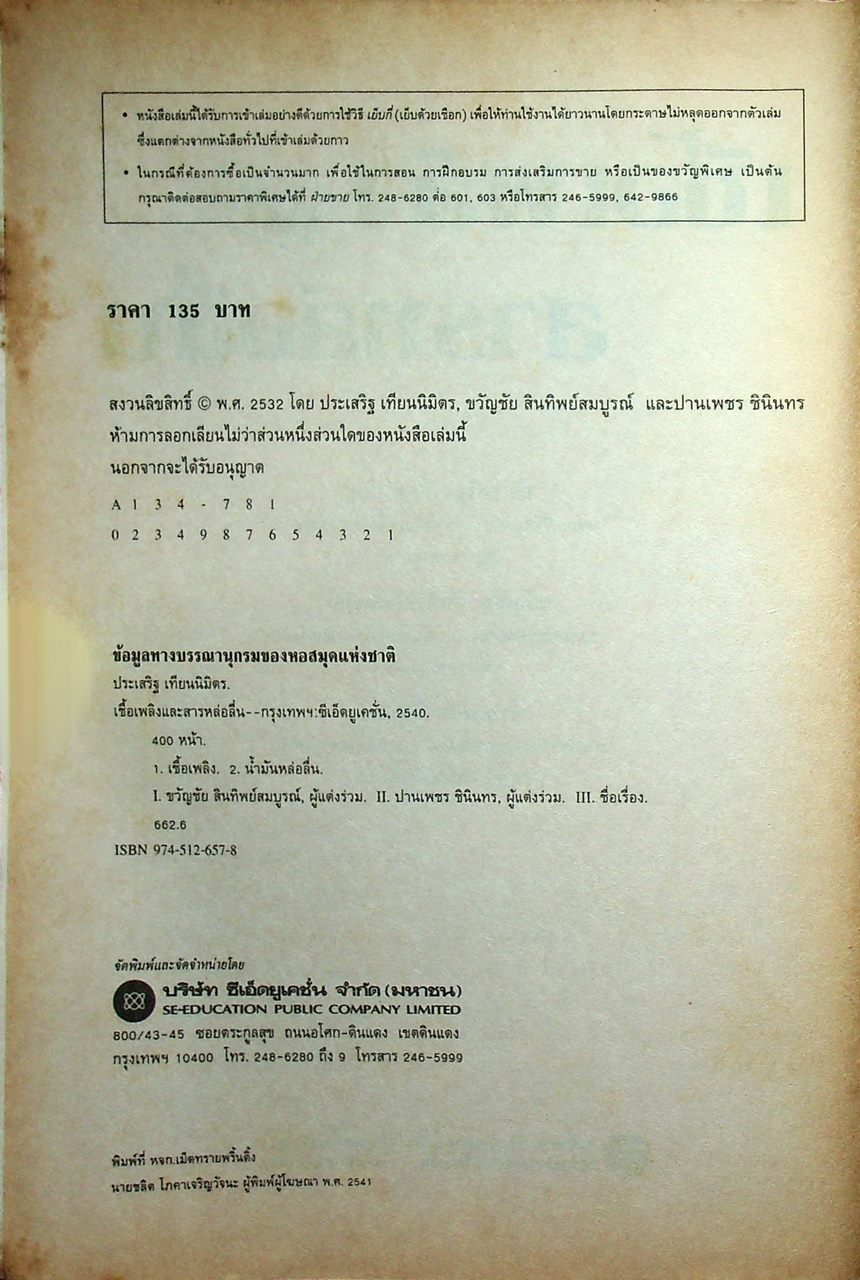 • หนังสือเล่มนี้ได้รับการเข้าเล่มอย่างดีด้วยการใช้วิธี เย็บกี่ (เย็บด้วยเชือก) เพื่อให้ท่านใช้งานได้ยาวนานโดยกระดาษไม่หลุดออกจากตัวเล่ม
ซึ่งแตกต่างจากหนังสือทั่วไปที่เข้าเล่มด้วยกาว
• ในกรณีที่ต้องการซื้อเป็นจำนวนมาก เพื่อใช้ในการสอน การฝึกอบรม การส่งเสริมการขาย หรือเป็นของขวัญพิเศษ เป็นต้น
กรุณาติดต่อสอบถามราคาพิเศษได้ที่ ฝ่ายขาย โทร. 248-6280 ต่อ 601, 603 หรือโทรสาร 246-5999, 642-9866
ราคา 135 บาท
สงวนลิขสิทธิ์ © พ.ศ. 2532 โดย ประเสริฐ เทียนนิมิตร, ขวัญชัย สินทิพย์สมบูรณ์ และปานเพชร ชินินทร
ห้ามการลอกเลียนไม่ว่าส่วนหนึ่งส่วนใดของหนังสือเล่มนี้
นอกจากจะได้รับอนุญาต
A 1 3 4 - 7 8 1
0 2 3 4 9 8 7 6 5 4 3 2 1
ข้อมูลทางบรรณานุกรมของหอสมุดแห่งชาติ
ประเสริฐ เทียนนิมิตร.
เชื้อเพลิงและสารหล่อลื่น--กรุงเทพฯ:ซีเอ็ดยูเคชั่น, 2540.
400 หน้า.
1. เชื้อเพลิง. 2. น้ำมันหล่อลื่น.
I. ขวัญชัย สินทิพย์สมบูรณ์, ผู้แต่งร่วม. II. ปานเพชร ชินินทร, ผู้แต่งร่วม. III. ชื่อเรื่อง.
662.6
ISBN 974-512-657-8
จัดพิมพ์และจัดจำหน่ายโดย
บริษัท ซีเอ็ดยูเคชั่น จำกัด (มหาชน)
SE-EDUCATION PUBLIC COMPANY LIMITED
800/43-45 ซอยตระกูลสุข ถนนอโศก-ดินแดง เขตดินแดง
กรุงเทพฯ 10400 โทร. 248-6280 ถึง 9 โทรสาร 246-5999
พิมพ์ที่ หจก.เม็ดทรายพริ้นติ้ง
นายชลิต โภคาเจริญวัจนะ ผู้พิมพ์ผู้โฆษณา พ.ศ. 2541